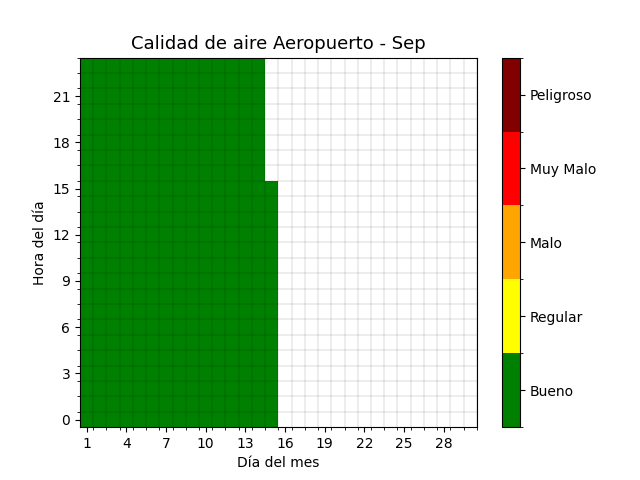 Calidad de aire Aeropuerto - Sep
Hora del día
21
18
15
12
9
6
3
0
1 4 7 10 13 16 19 22 25 28
Día del mes
Peligroso
Muy Malo
Malo
Regular
Bueno